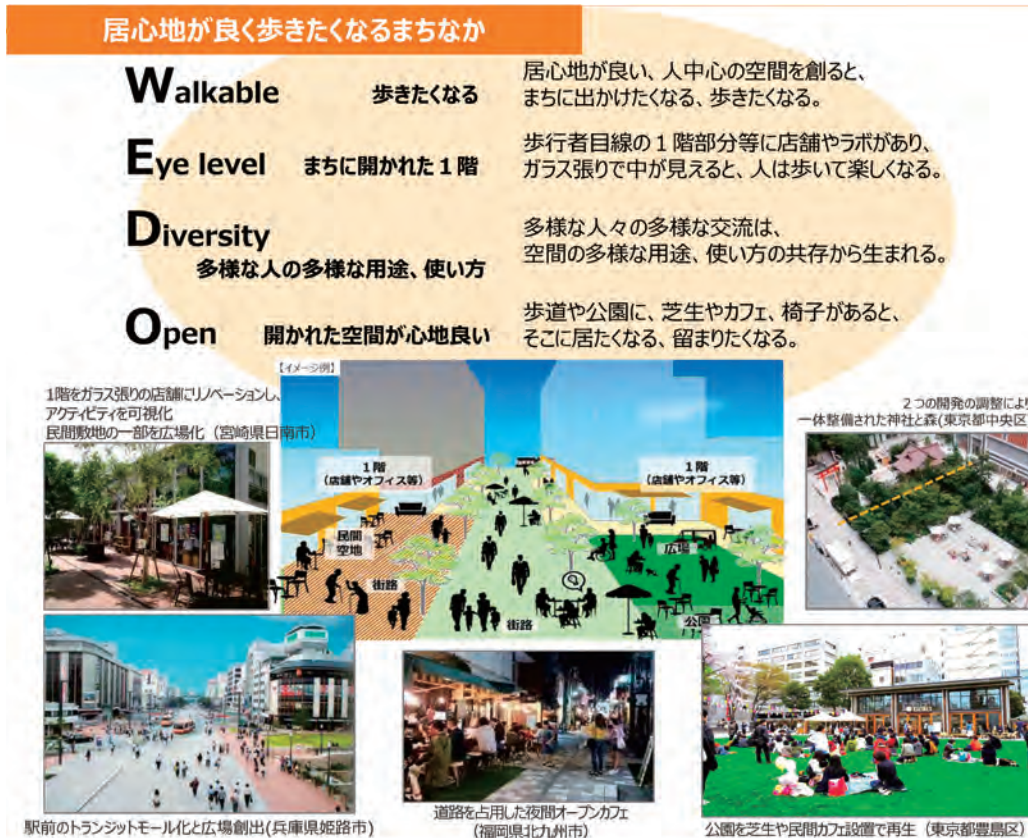 居心地が良く歩きたくなるまちなか
Walkable 歩きたくなる
居心地が良い、人中心の空間を創ると、
まちに出かけたくなる、歩きたくなる。
Eye level まちに開かれた1階
歩行者目線の1階部分等に店舗やラボがあり、
ガラス張りで中が見えると、人は歩いて楽しくなる。
Diversity
多様な人の多様な用途、使い方
多様な人々の多様な交流は、
空間の多様な用途、使い方の共存から生まれる。
Open 開かれた空間が心地良い
歩道や公園に、芝生やカフェ、椅子があると、
そこに居たくなる、留まりたくなる。
1階をガラス張りの店舗にリノベーションし、
アクティビティを可視化
民間敷地の一部を広場化(宮崎県日南市)
【イメージ例】
1階
(店舗やオフィス等)
1階
(店舗やオフィス等)
民間
空地
街路
街路
広場
公園
2つの開発の調整により
一体整備された神社と森(東京都中央区
駅前のトランジットモール化と広場創出(兵庫県姫路市)
道路を占用した夜間オープンカフェ
(福岡県北九州市)
公園を芝生や民間カフェ設置で再生(東京都豊島区)